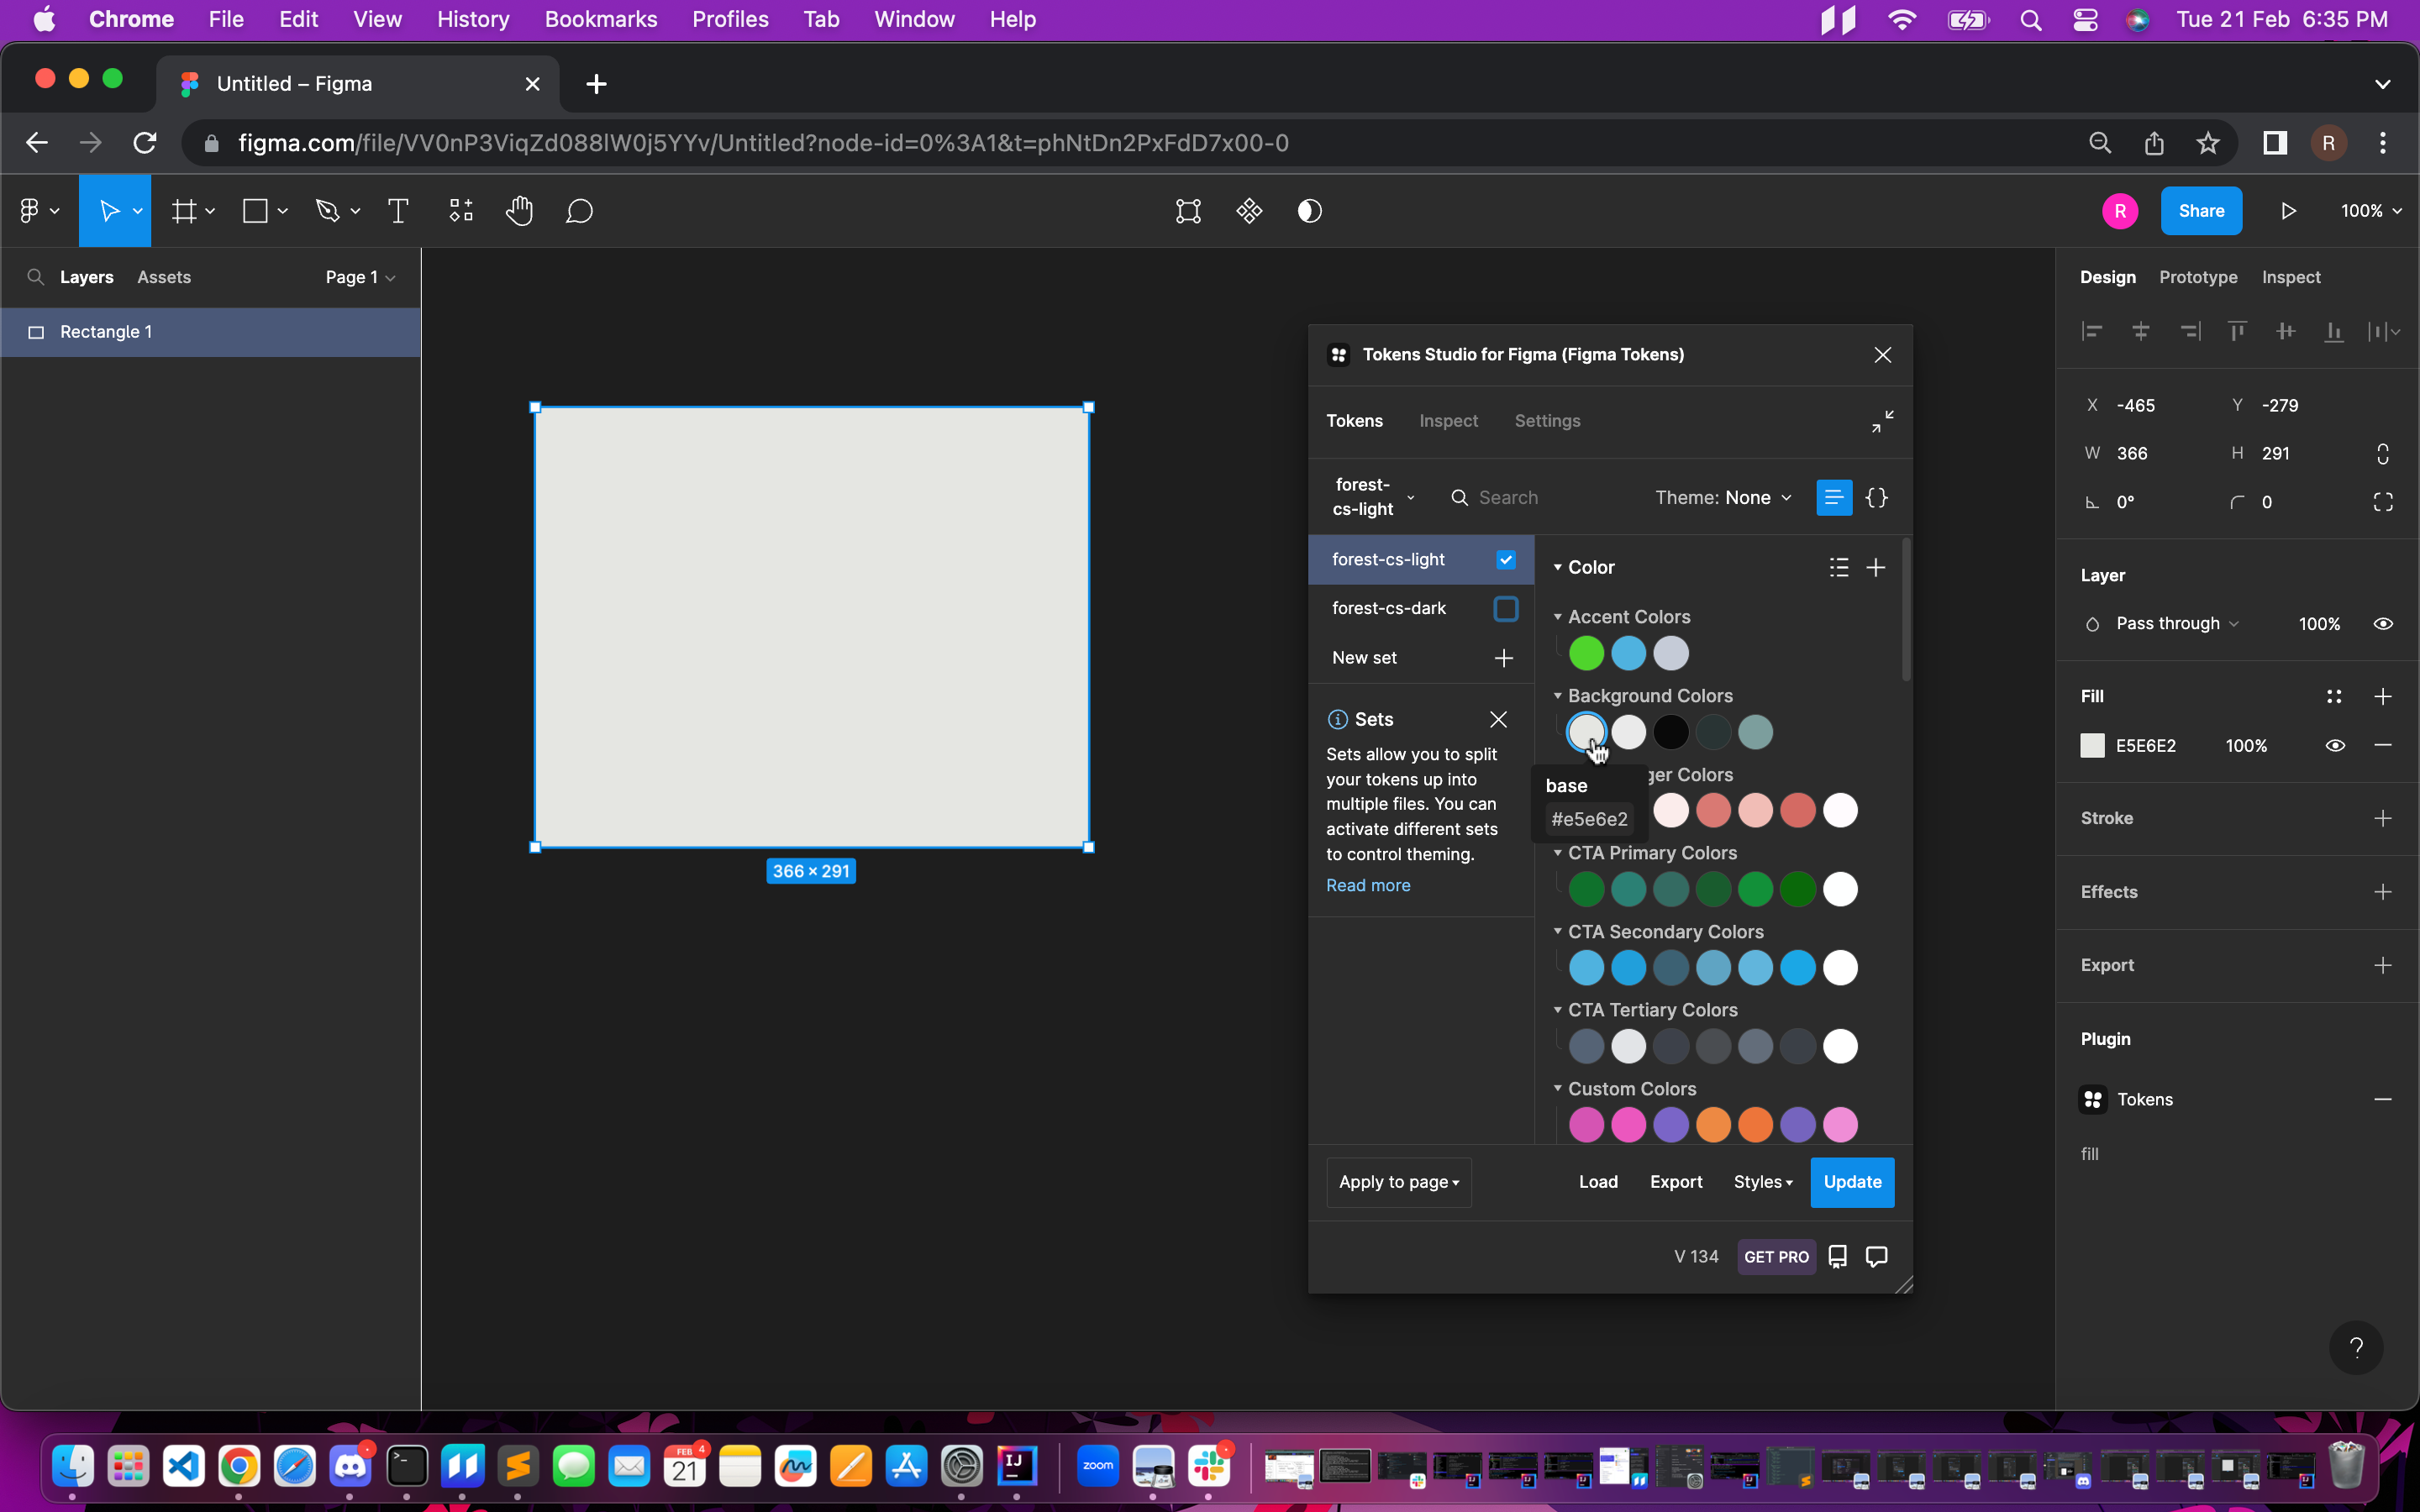 Chrome File Edit View History Bookmarks Profiles Tab Window Help Tue 21 Feb 6:35 PM
Untitled – Figma
figma.com/file/VV0nP3ViqZd088lW0j5YYv/Untitled?node-id=0%3A1&t=phNtDn2PxFdD7x00-0 R
R Share 100%
Layers Assets Page 1
Rectangle 1
366 × 291
Tokens Studio for Figma (Figma Tokens)
Tokens Inspect Settings
forest-
cs-light
Search Theme: None
forest-cs-light
forest-cs-dark
New set
Sets
Sets allow you to split
your tokens up into
multiple files. You can
activate different sets
to control theming.
Read more
Color
Accent Colors
Background Colors
ger Colors
base
#e5e6e2
CTA Primary Colors
CTA Secondary Colors
CTA Tertiary Colors
Custom Colors
Apply to page Load Export Styles Update
V 134 GET PRO
Design Prototype Inspect
X -465 Y -279
W 366 H 291
0° 0
Layer
Pass through 100%
Fill
E5E6E2 100%
Stroke
Effects
Export
Plugin
Tokens
fill
?
FEB 4
21
IJ
zoom